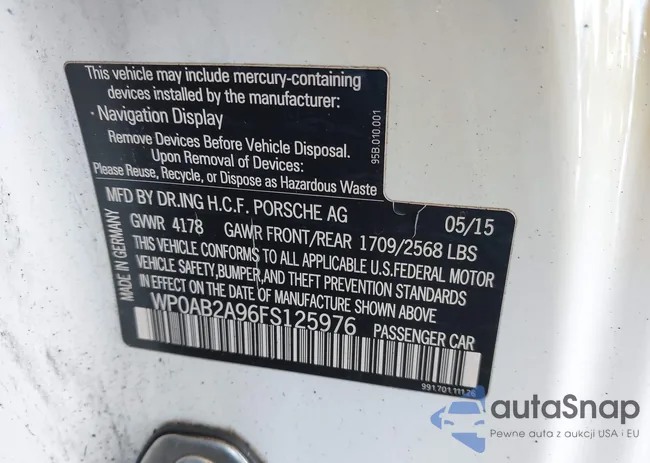 This vehicle may include mercury-containing
devices installed by the manufacturer:
· Navigation Display
Remove Devices Before Vehicle Disposal.
Upon Removal of Devices:
Please Reuse, Recycle, or Dispose as Hazardous Waste
95B.010.001
MFD BY DR.ING H.C.F. PORSCHE AG 05/15
GVWR 4178 GAWR FRONT/REAR 1709/2568 LBS
THIS VEHICLE CONFORMS TO ALL APPLICABLE U.S.FEDERAL MOTOR
VEHICLE SAFETY,BUMPER,AND THEFT PREVENTION STANDARDS
IN EFFECT ON THE DATE OF MANUFACTURE SHOWN ABOVE
WP0AB2A96FS125976 PASSENGER CAR
MADE IN GERMANY
991.701.111.26
autaSnap
Pewne auta z aukcji USA i EU